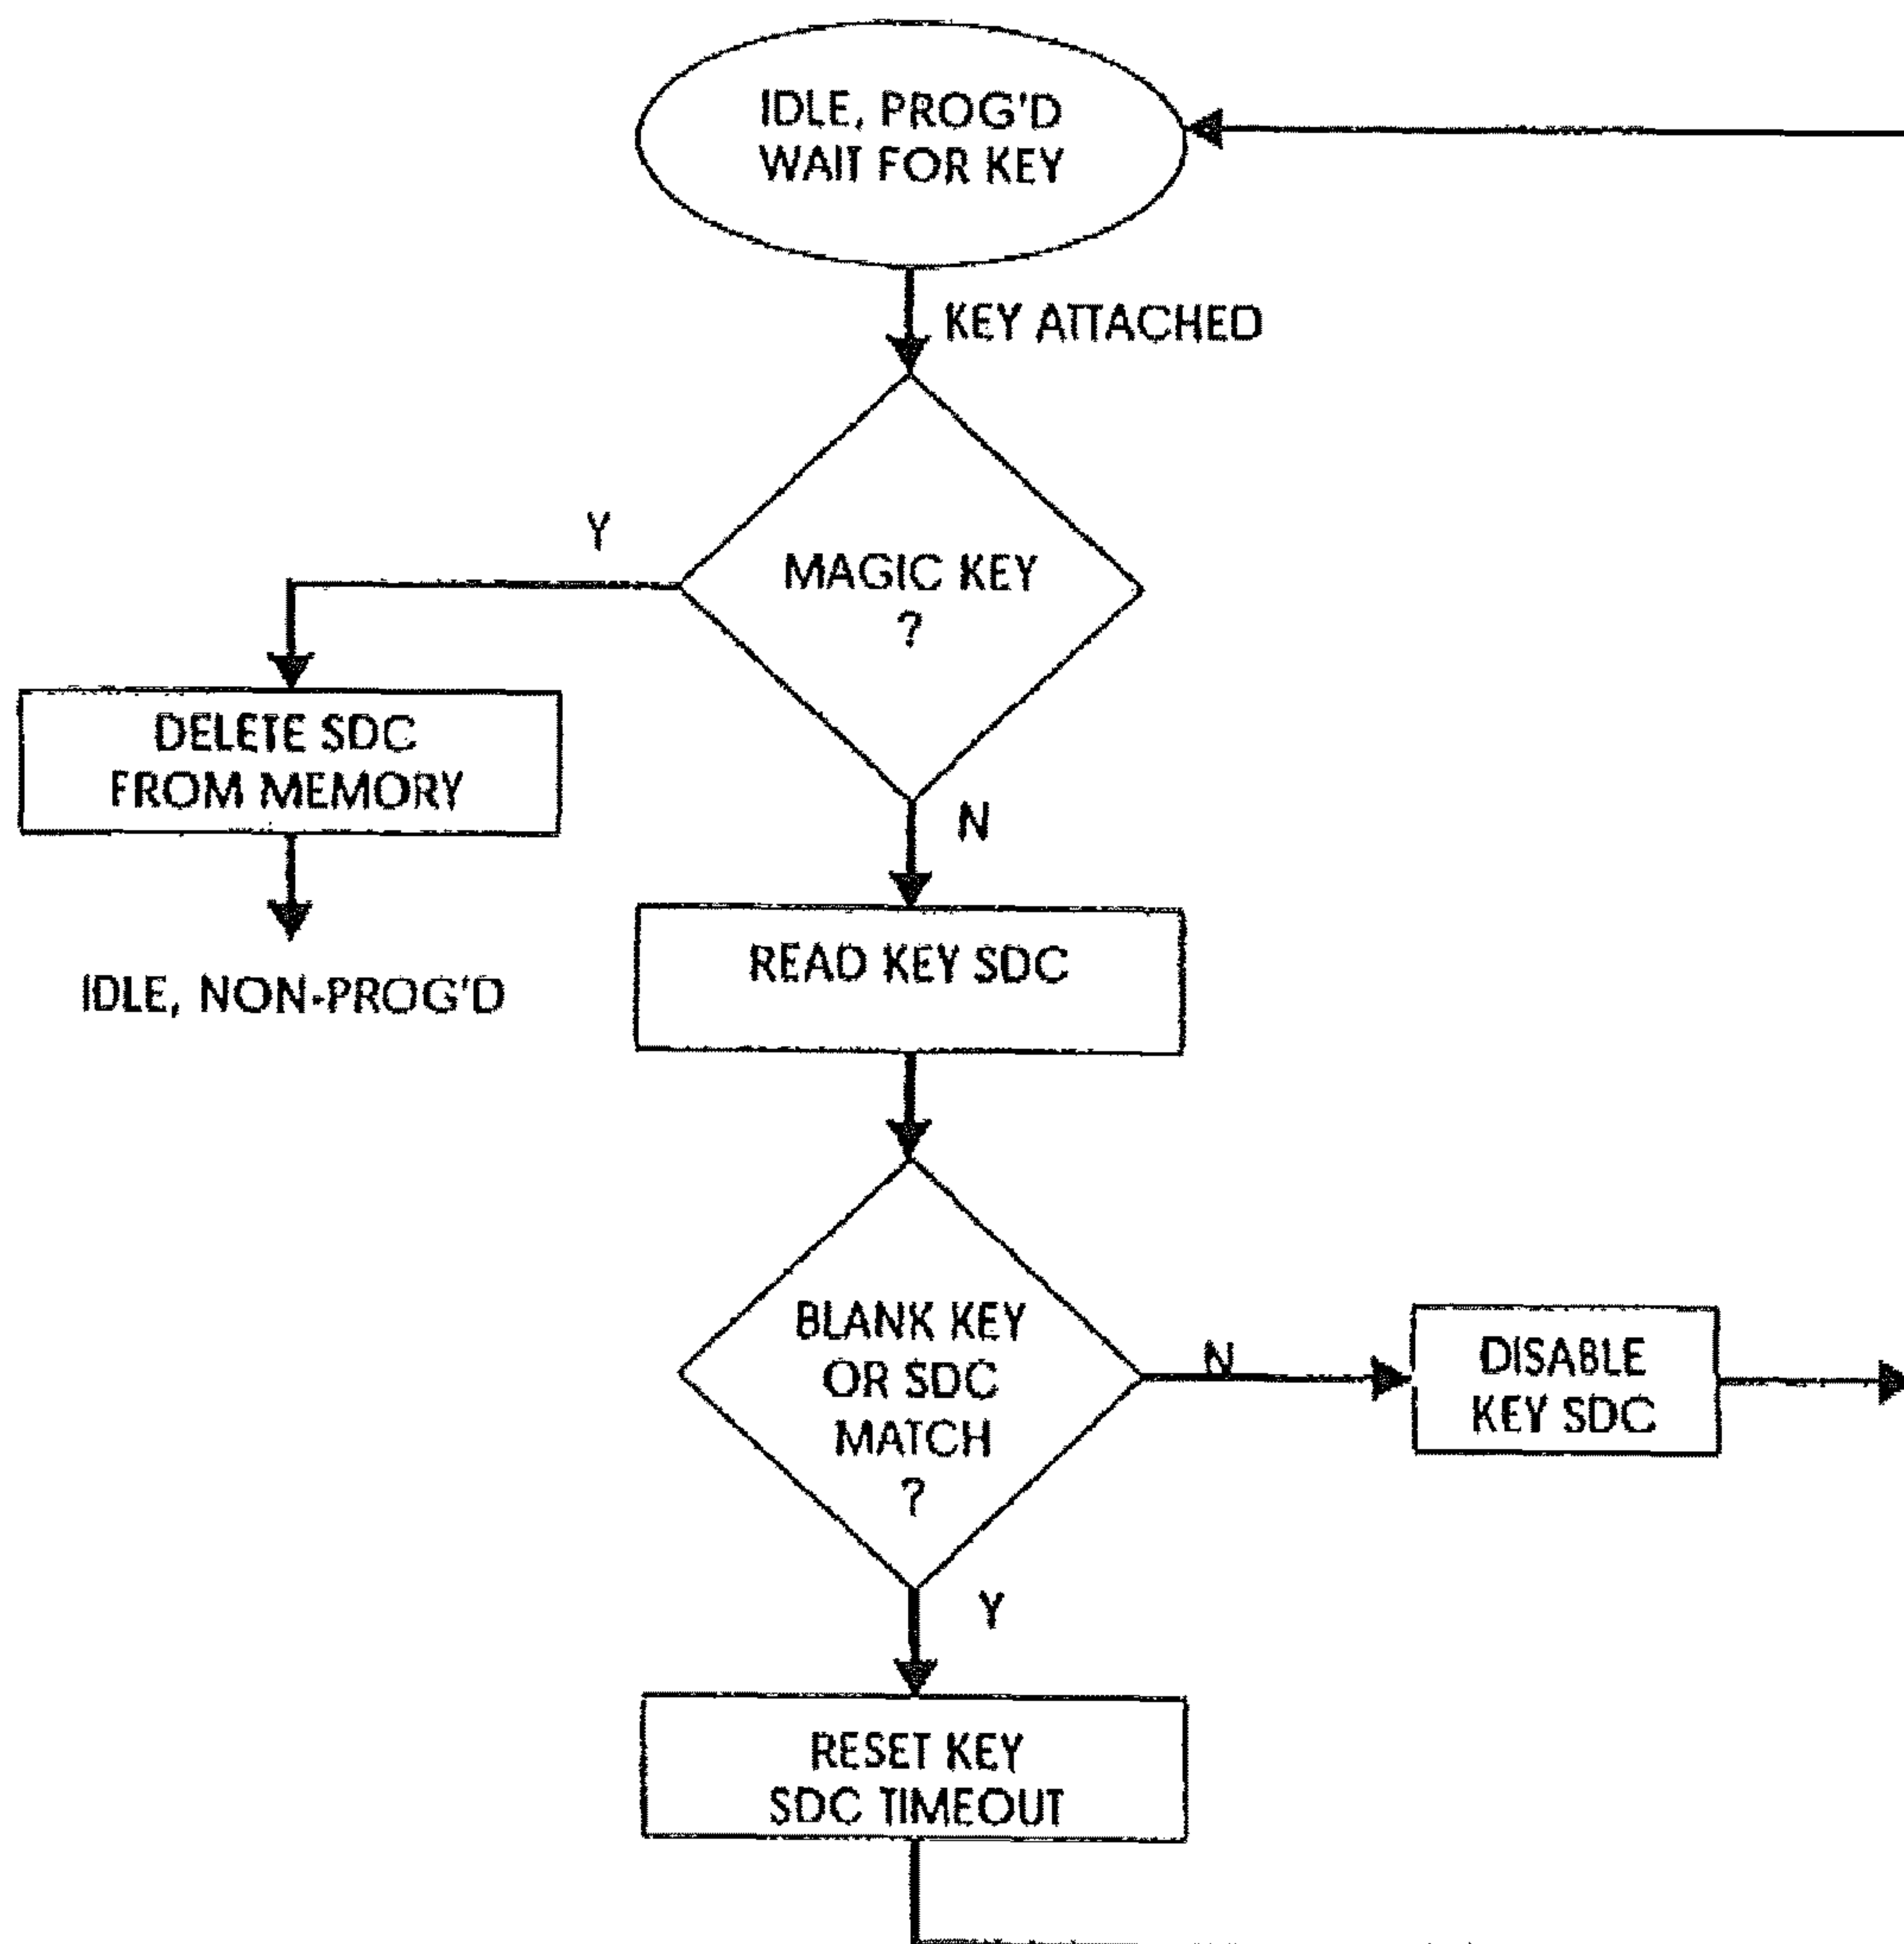 IDLE, PROG'D
WAIT FOR KEY
KEY ATTACHED
Y
MAGIC KEY
?
DELETE SDC
FROM MEMORY
N
IDLE, NON-PROG'D
READ KEY SDC
BLANK KEY
OR SDC
MATCH
?
N
DISABLE
KEY SDC
Y
RESET KEY
SDC TIMEOUT